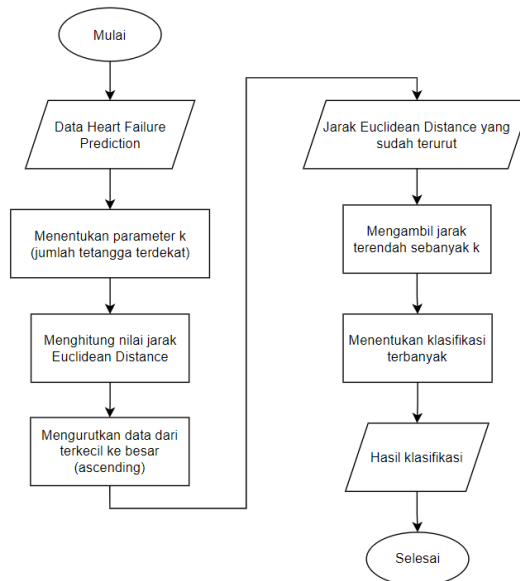 Mulai
Data Heart Failure
Prediction
Menentukan parameter k
(jumlah tetangga terdekat)
Menghitung nilai jarak
Euclidean Distance
Mengurutkan data dari
terkecil ke besar
(ascending)
Jarak Euclidean Distance yang
sudah terurut
Mengambil jarak
terendah sebanyak k
Menentukan klasifikasi
terbanyak
Hasil klasifikasi
Selesai